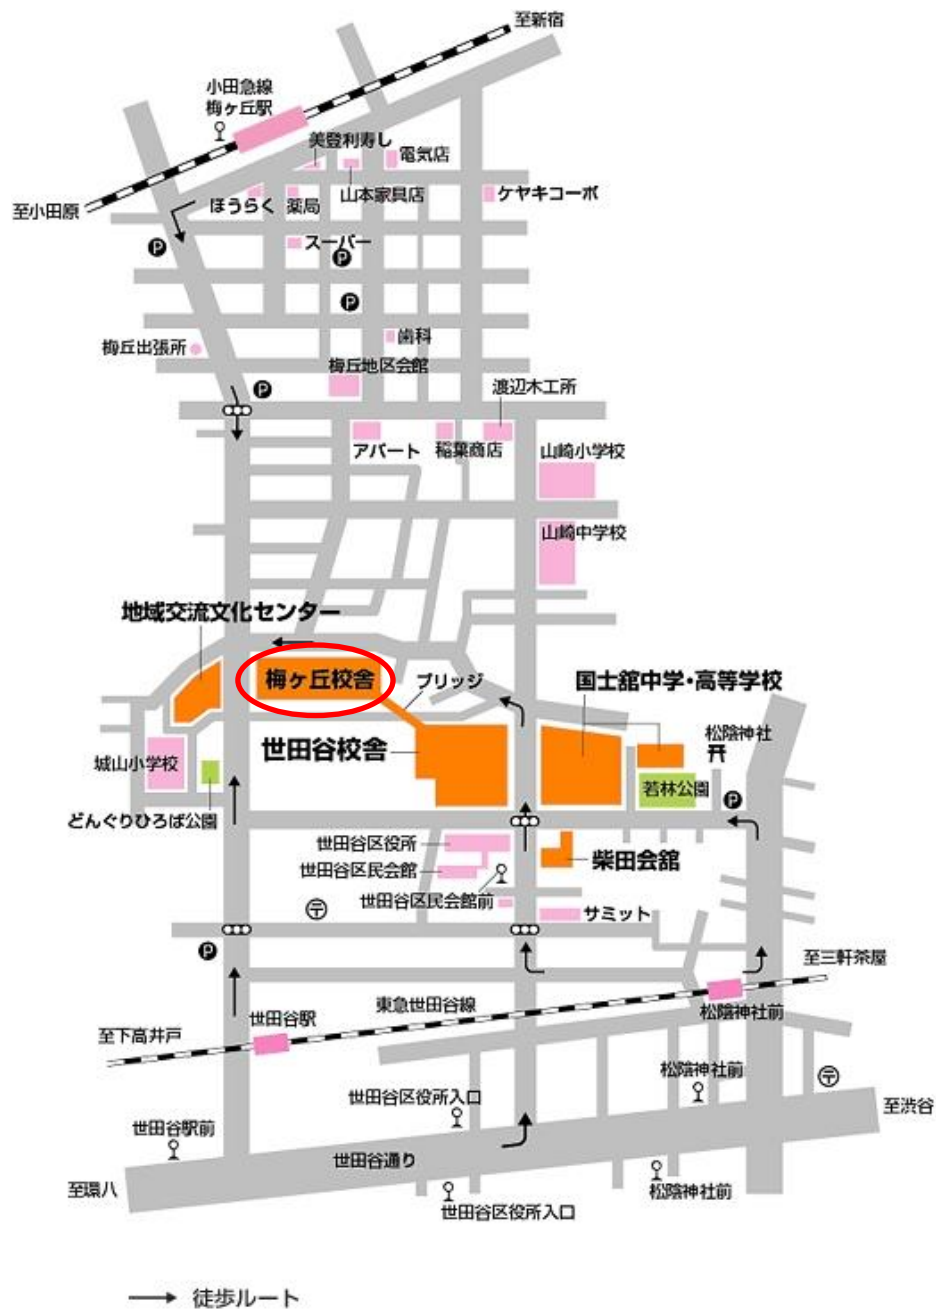 至新宿
小田急線
梅ヶ丘駅
美登利寿し
電気店
至小田原
ほうらく
薬局
山本家具店
ケヤキコーポ
スーパー
P
P
P
歯科
梅丘出張所
梅丘地区会館
P
渡辺木工所
アパート
稲葉商店
山崎小学校
山崎中学校
地域交流文化センター
梅ヶ丘校舎
ブリッジ
国士舘中学・高等学校
松陰神社
世田谷校舎
城山小学校
若林公園
P
どんぐりひろば公園
世田谷区役所
世田谷区民会館
柴田会舘
世田谷区民会館前
サミット
〒
P
至三軒茶屋
東急世田谷線
世田谷駅
松陰神社前
至下高井戸
松陰神社前
〒
世田谷区役所入口
至渋谷
世田谷駅前
世田谷通り
至環八
松陰神社前
世田谷区役所入口
徒歩ルート